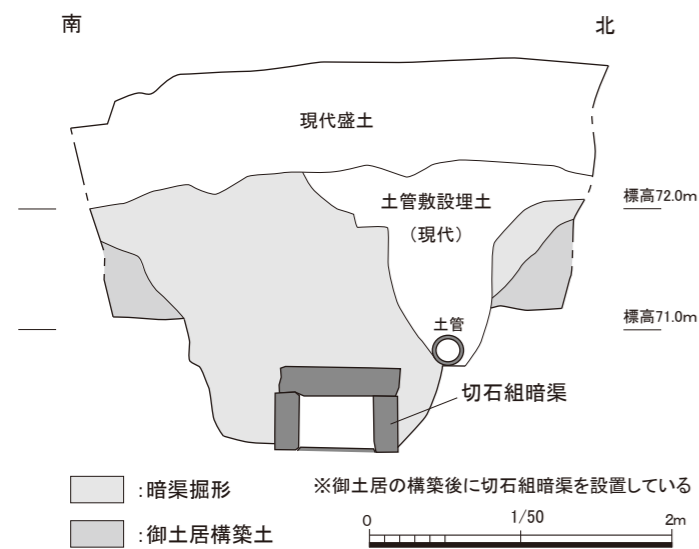 南
北
現代盛土
土管敷設埋土
（現代）
標高72.0m
標高71.0m
土管
切石組暗渠
:暗渠掘形
:御土居構築土
※御土居の構築後に切石組暗渠を設置している
0
1/50
2m